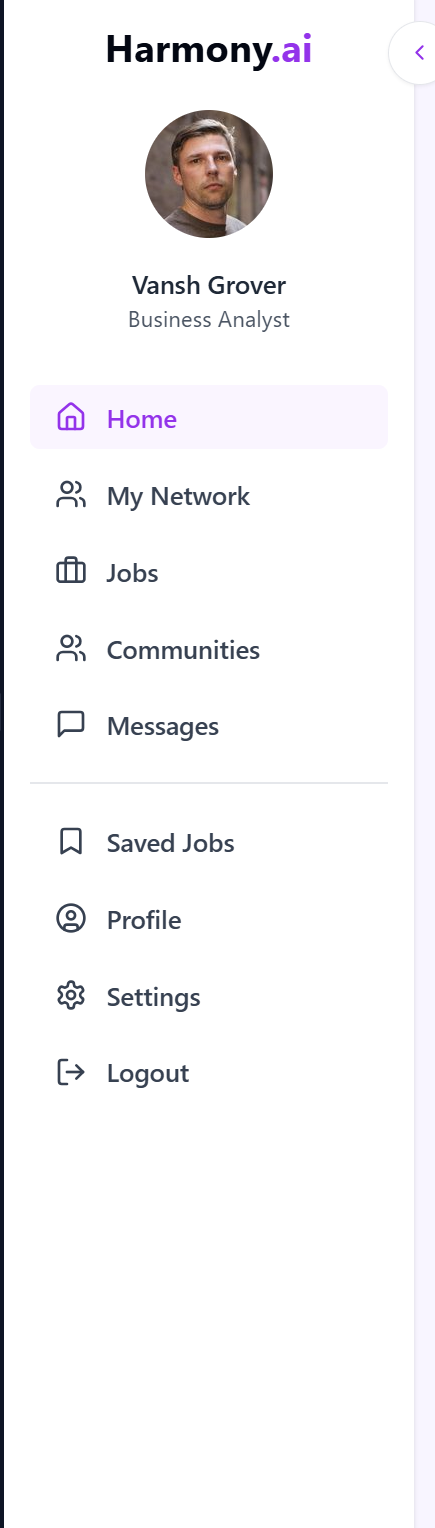 Harmony.ai
Vansh Grover
Business Analyst
Home
My Network
Jobs
Communities
Messages
Saved Jobs
Profile
Settings
Logout